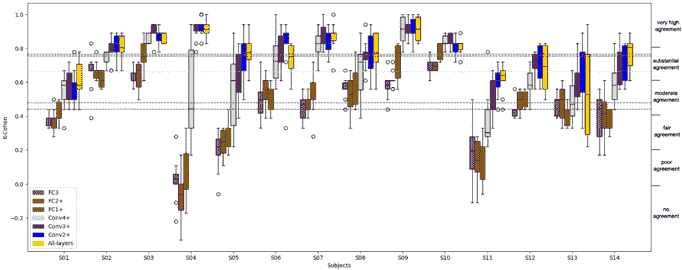 1.0
0.8
0.6
0.4
0.2
0.0
−0.2
K-Cohen
FC3
FC2+
FC1+
Conv4+
Conv3+
Conv2+
All-layers
S01 S02 S03 S04 S05 S06 S07 S08 S09 S10 S11 S12 S13 S14
Subjects
very high
agreement
substantial
agreement
moderate
agreement
fair
agreement
poor
agreement
no
agreement